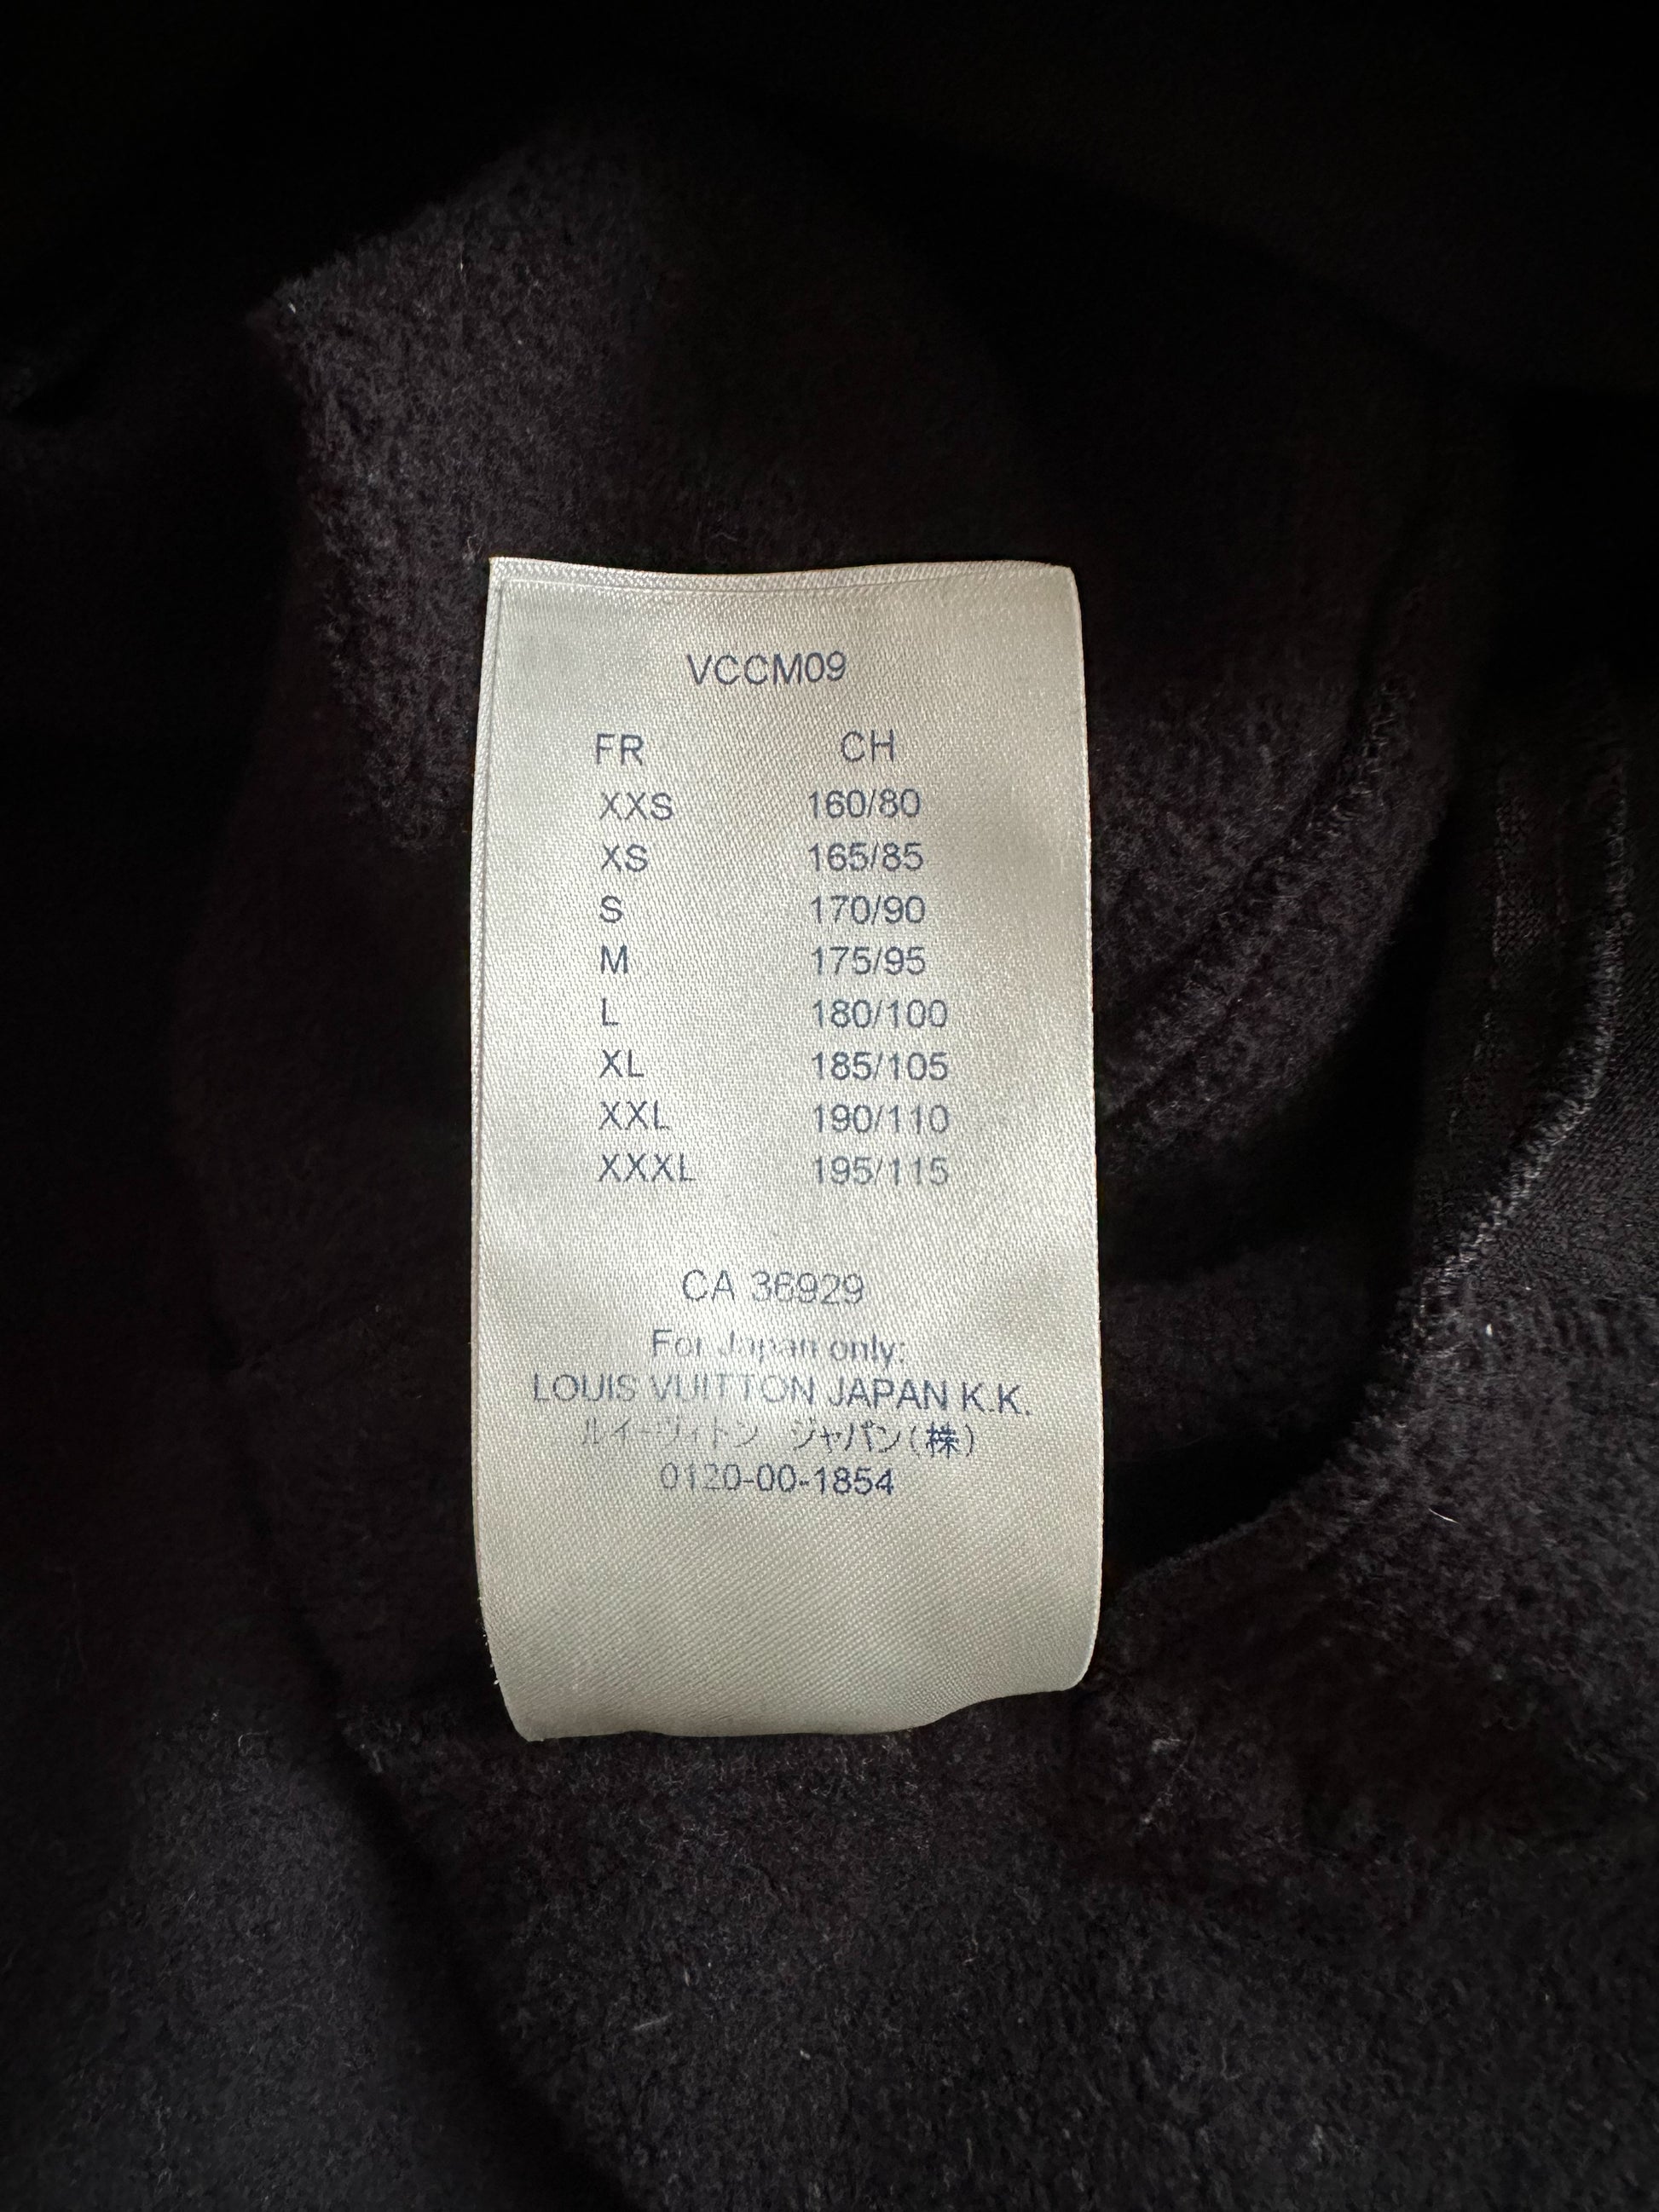 VCCM09
FR CH
XXS 160/80
XS 165/85
S 170/90
M 175/95
L 180/100
XL 185/105
XXL 190/110
XXXL 195/115
CA 36929
For Japan only:
LOUIS VUITTON JAPAN K.K.
ルイ－ヴィトン ジャパン(株)
0120-00-1854